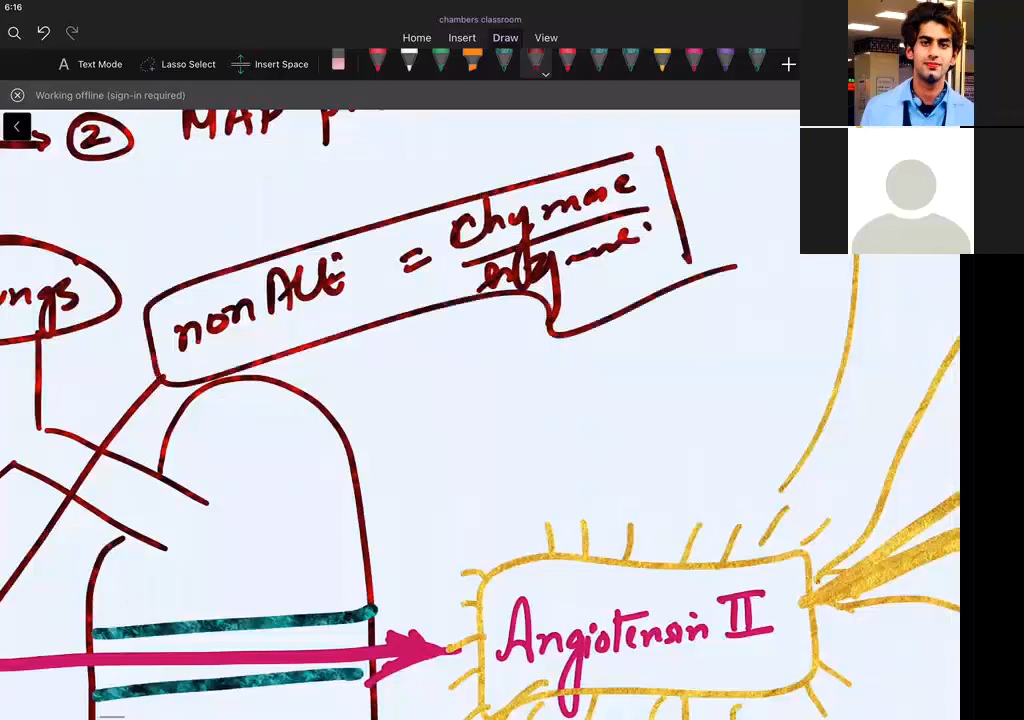 6:16
chambers classroom
Home Insert Draw View
Text Mode Lasso Select Insert Space
Working offline (sign-in required)
→ 2 MAP
ngs
non ACE = chymase
Angiotensin II